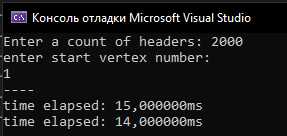 Консоль отладки Microsoft Visual Studio
Enter a count of headers: 2000
enter start vertex number:
1
----
time elapsed: 15,000000ms
time elapsed: 14,000000ms